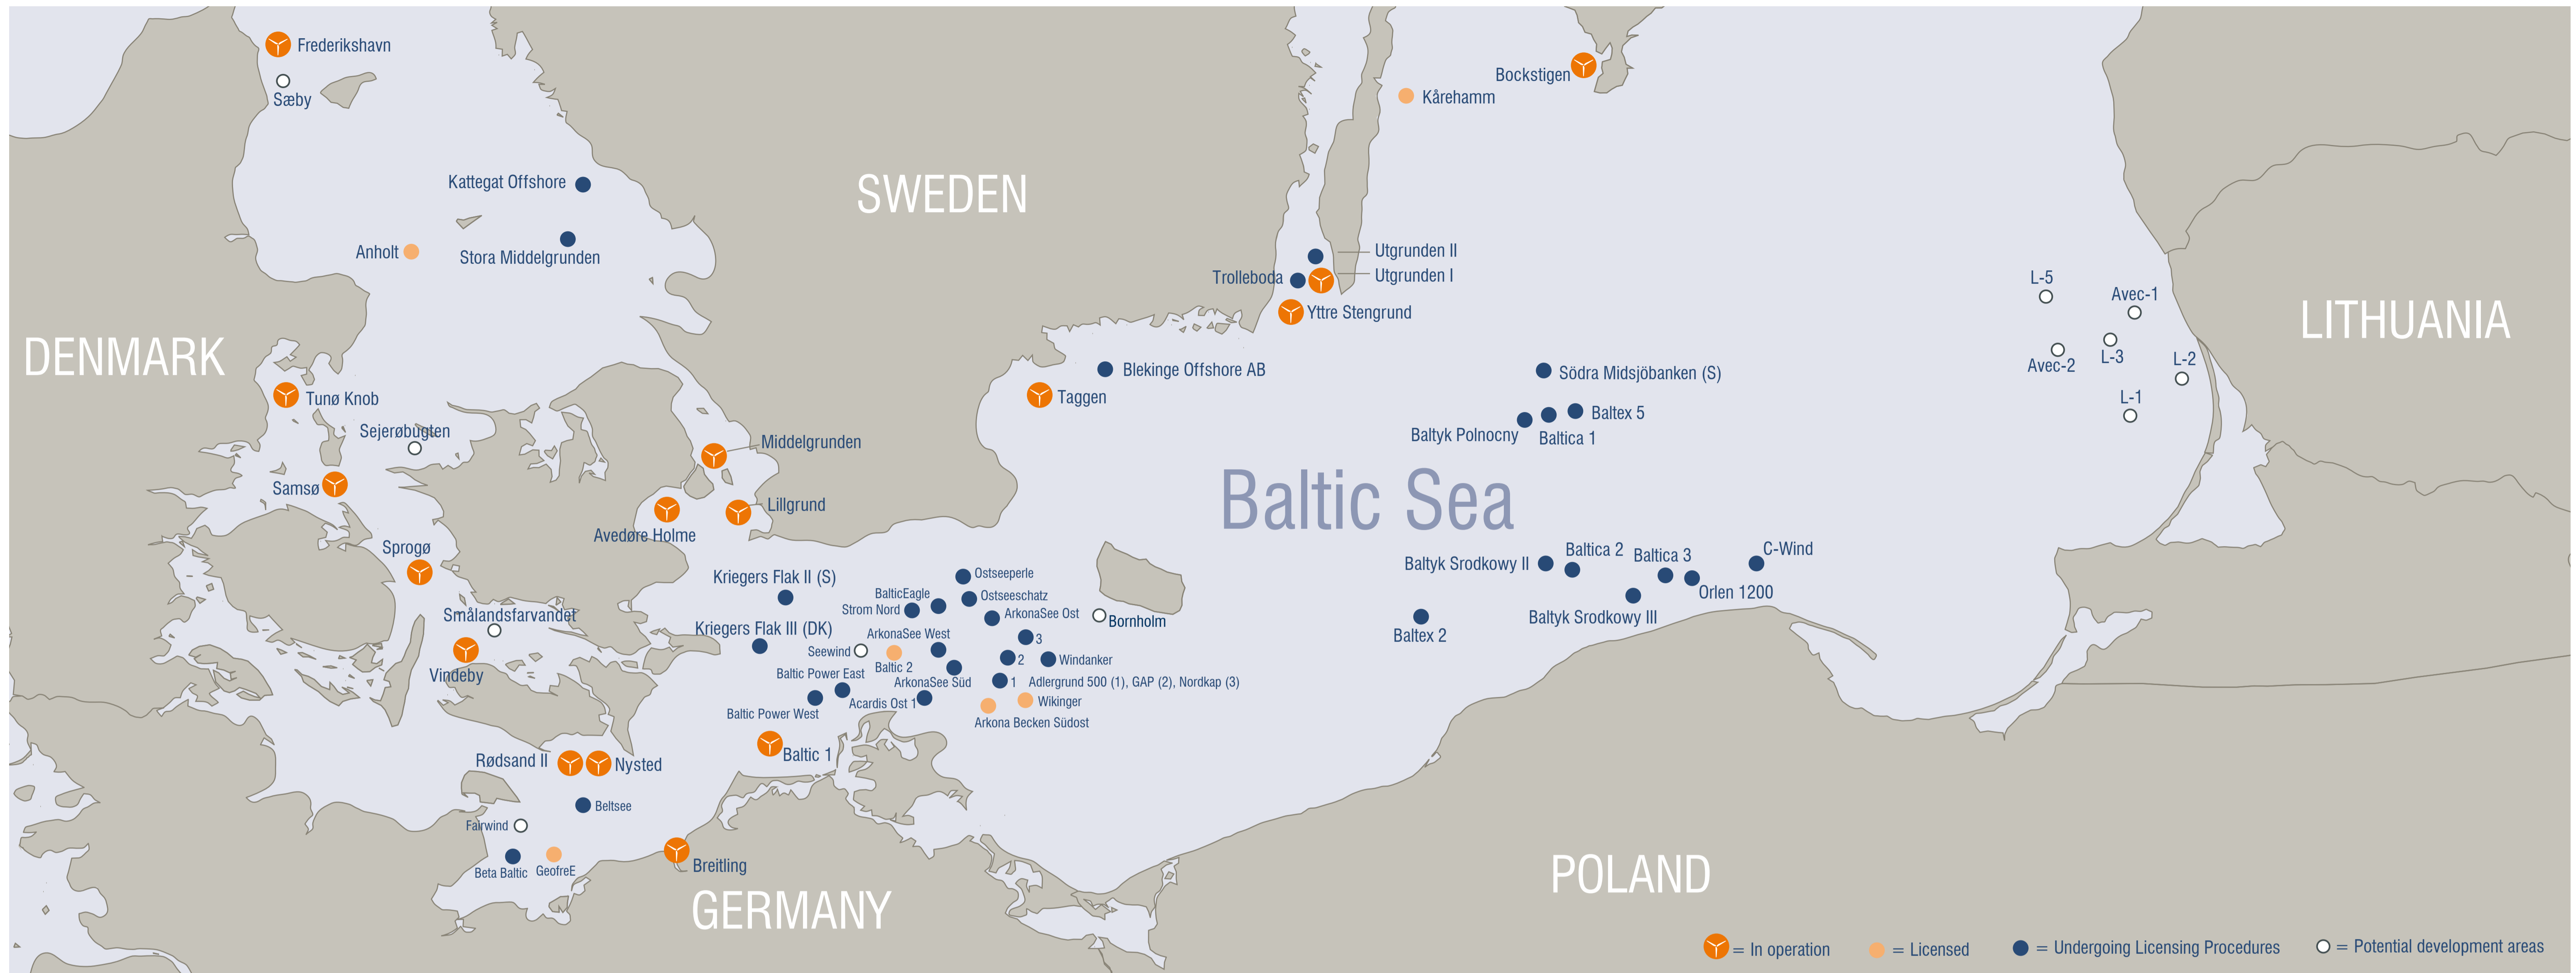 Frederikshavn
Sæby
Bockstigen
Kårehamm
Kattegat Offshore
SWEDEN
Anholt
Stora Middelgrunden
Utgrunden II
Trolleboda
Utgrunden I
Yttre Stengrund
L-5
Avec-1
LITHUANIA
DENMARK
L-3
Avec-2
L-2
Blekinge Offshore AB
Södra Midsjöbanken (S)
Tunø Knob
Taggen
L-1
Sejerøbugten
Baltex 5
Baltyk Polnocny
Baltica 1
Middelgrunden
Samsø
Lillgrund
Baltic Sea
Avedøre Holme
Sprogø
Baltyk Srodkowy II
Baltica 2
Baltica 3
C-Wind
Kriegers Flak II (S)
Ostseeperle
BalticEagle
Ostseeschatz
Orlen 1200
Strom Nord
ArkonaSee Ost
Smålandsfarvandet
Baltyk Srodkowy III
Bornholm
Kriegers Flak III (DK)
ArkonaSee West
3
Baltex 2
Seewind
2
Windanker
Baltic 2
Vindeby
Baltic Power East
ArkonaSee Süd
1
Adlergrund 500 (1), GAP (2), Nordkap (3)
Acardis Ost 1
Wikinger
Baltic Power West
Arkona Becken Südost
Baltic 1
Rødsand II
Nysted
Beltsee
Fairwind
Breitling
Beta Baltic
GeofreE
POLAND
GERMANY
= In operation
= Licensed
= Undergoing Licensing Procedures
= Potential development areas